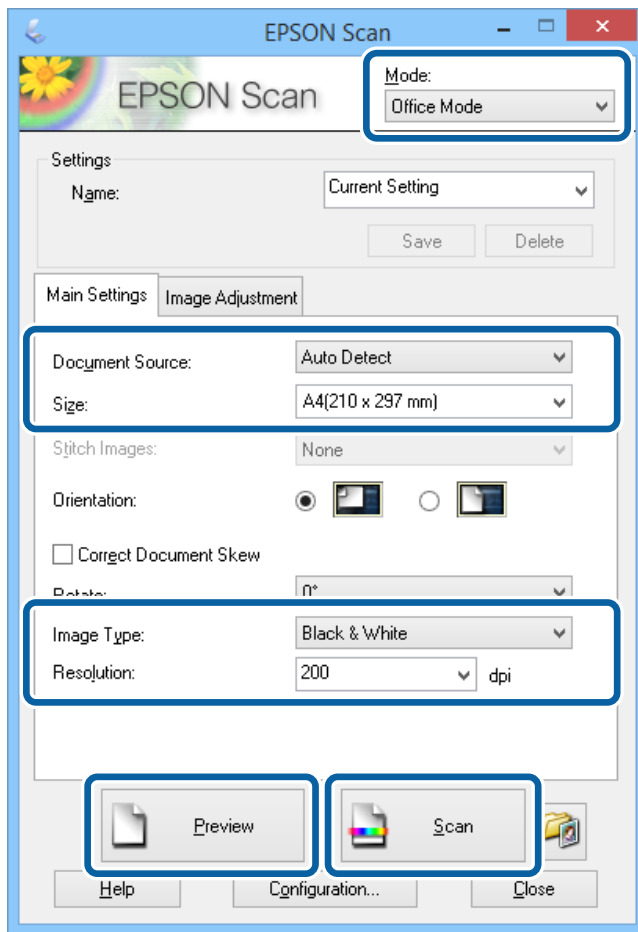 EPSON Scan
EPSON Scan
Mode:
Office Mode
Settings
Name:
Current Setting
Save Delete
Main Settings Image Adjustment
Document Source: Auto Detect
Size: A4(210 x 297 mm)
Stitch Images: None
Orientation:
Correct Document Skew
Rotate: 0°
Image Type: Black & White
Resolution: 200 dpi
Preview Scan
Help Configuration... Close